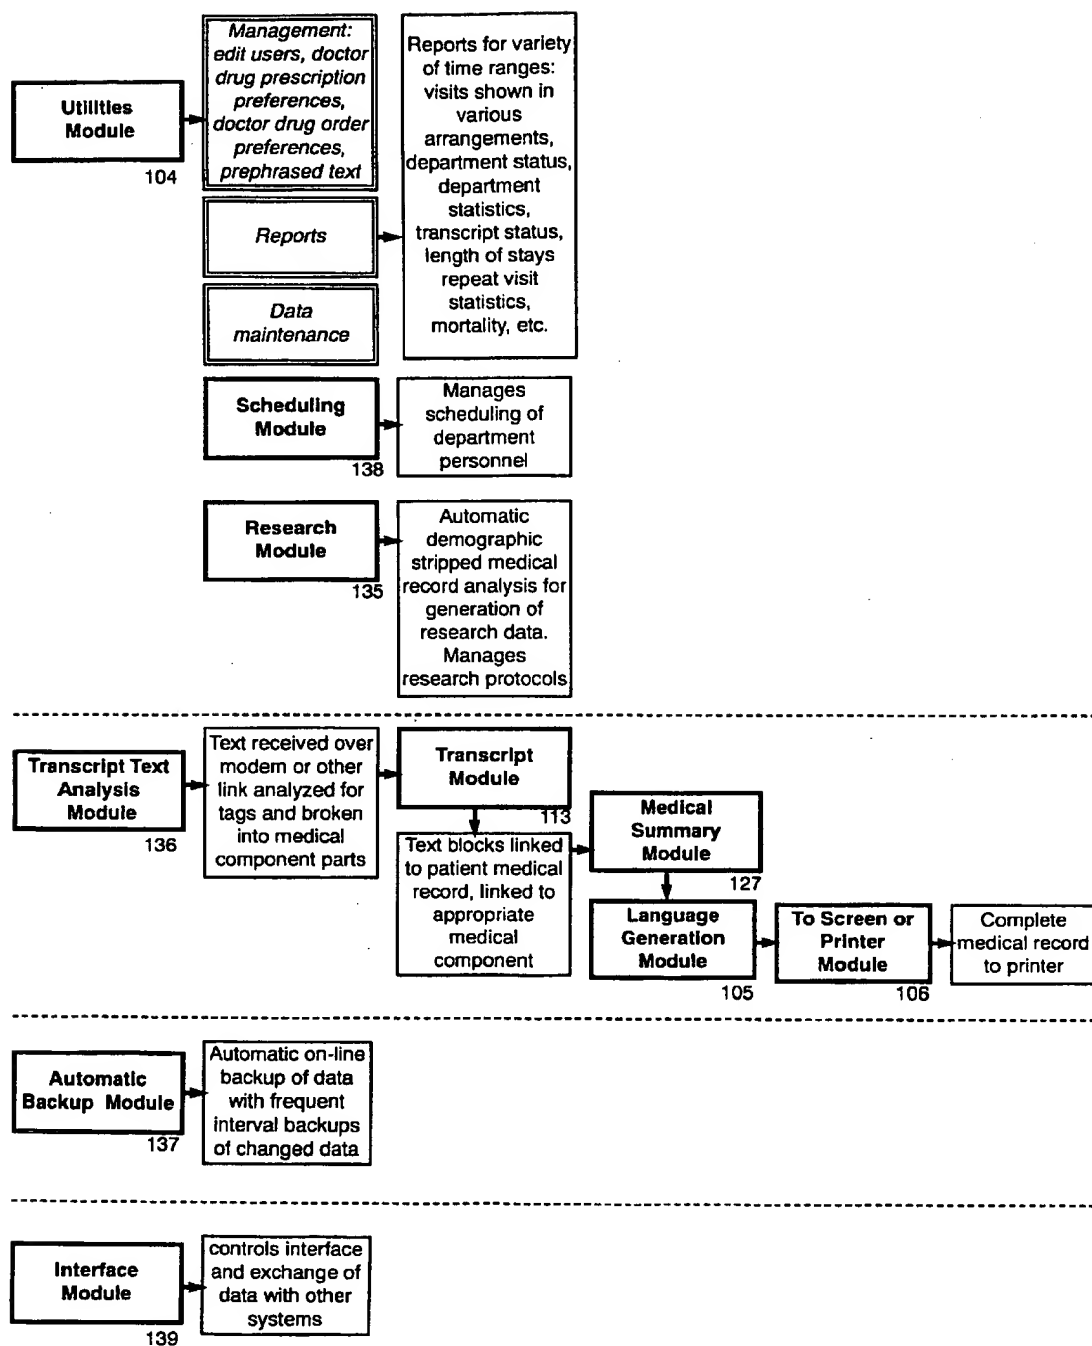 Utilities
Module
104
Management:
edit users, doctor
drug prescription
preferences,
doctor drug order
preferences,
prephrased text
Reports
Data
maintenance
Reports for variety
of time ranges:
visits shown in
various
arrangements,
department status,
department
statistics,
transcript status,
length of stays
repeat visit
statistics,
mortality, etc.
Scheduling
Module
138
Manages
scheduling of
department
personnel
Research
Module
135
Automatic
demographic
stripped medical
record analysis for
generation of
research data.
Manages
research protocols
Transcript Text
Analysis
Module
136
Text received over
modem or other
link analyzed for
tags and broken
into medical
component parts
Transcript
Module
113
Text blocks linked
to patient medical
record, linked to
appropriate
medical
component
Medical
Summary
Module
127
Language
Generation
Module
105
To Screen or
Printer
Module
106
Complete
medical record
to printer
Automatic
Backup Module
137
Automatic on-line
backup of data
with frequent
interval backups
of changed data
Interface
Module
139
controls interface
and exchange of
data with other
systems